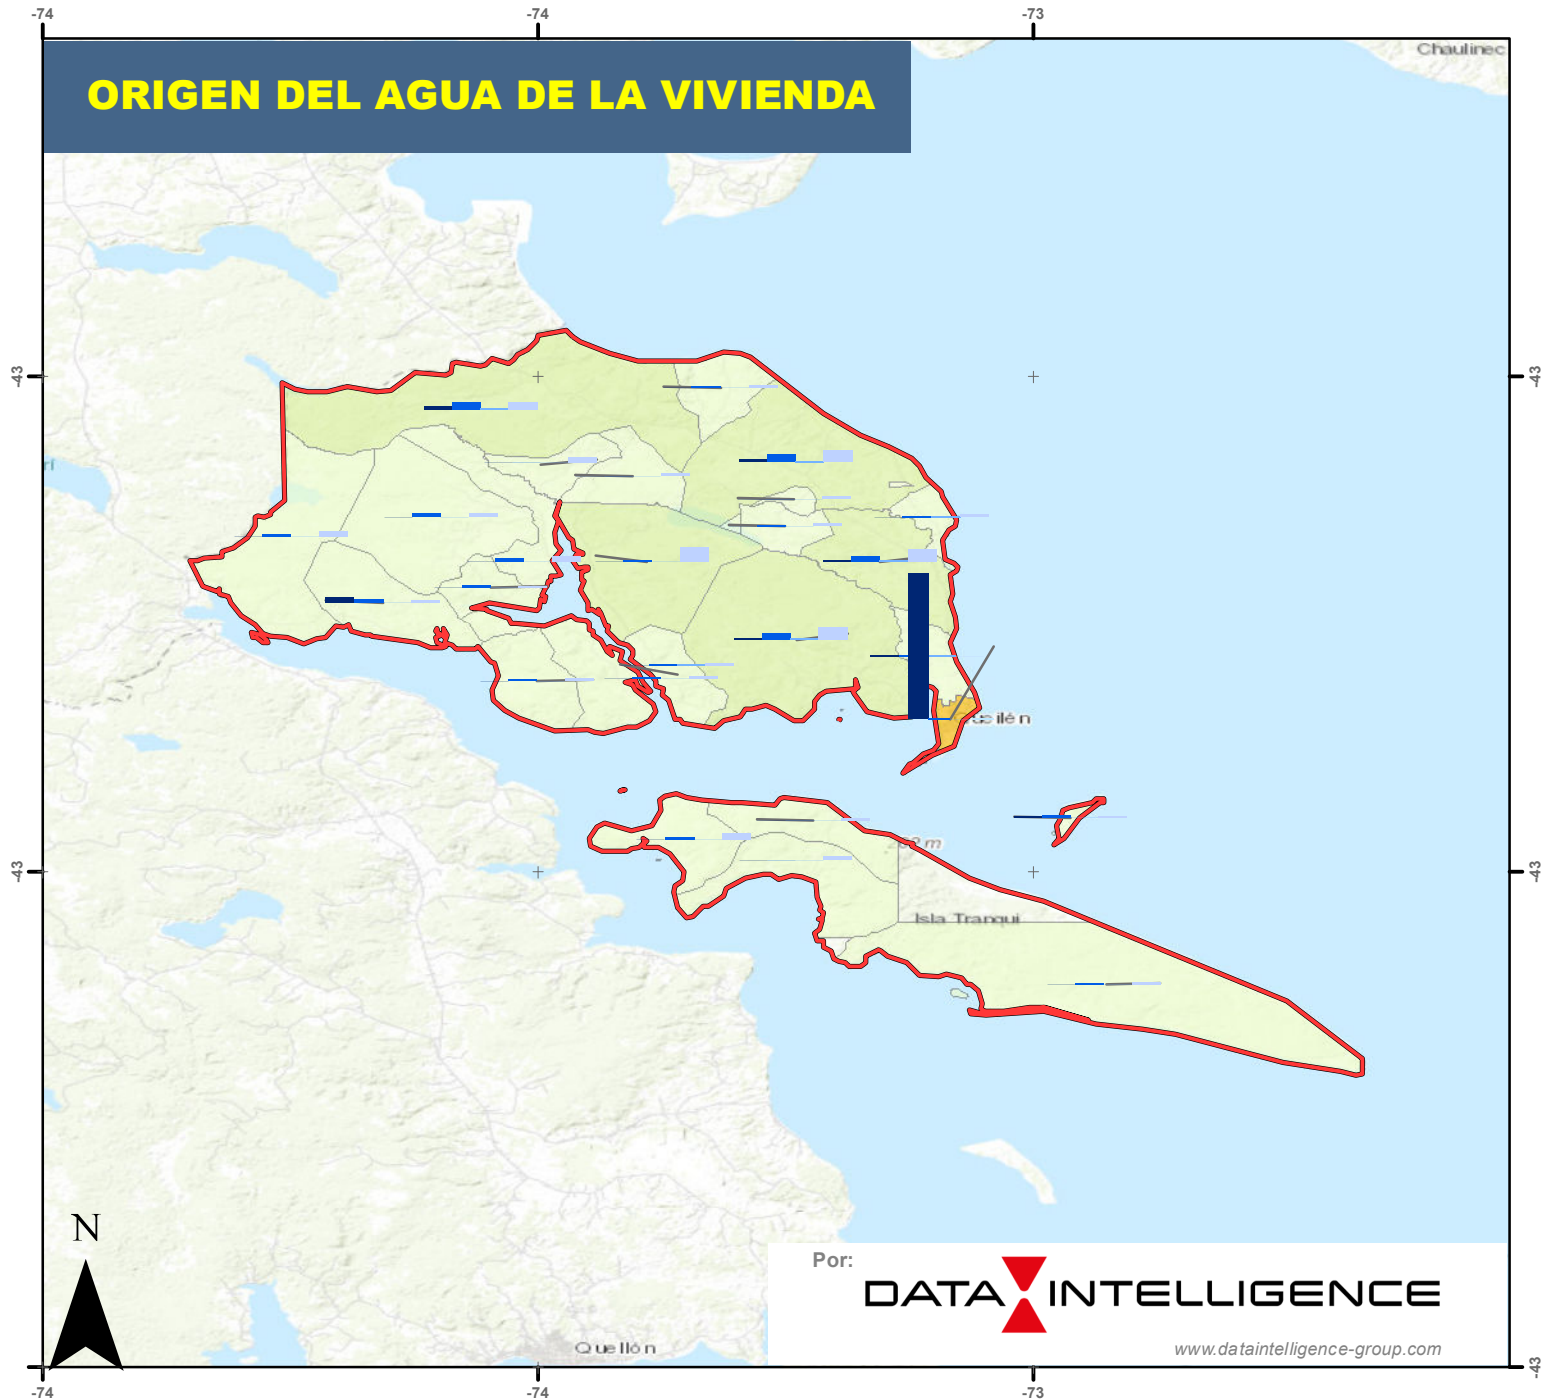 -74
-74
-73
Chaulinec
ORIGEN DEL AGUA DE LA VIVIENDA
-43
-43
-43
-43
Isla Tranqui
N
Por:
DATA INTELLIGENCE
www.dataintelligence-group.com
Quellón
-43
-74
-74
-73